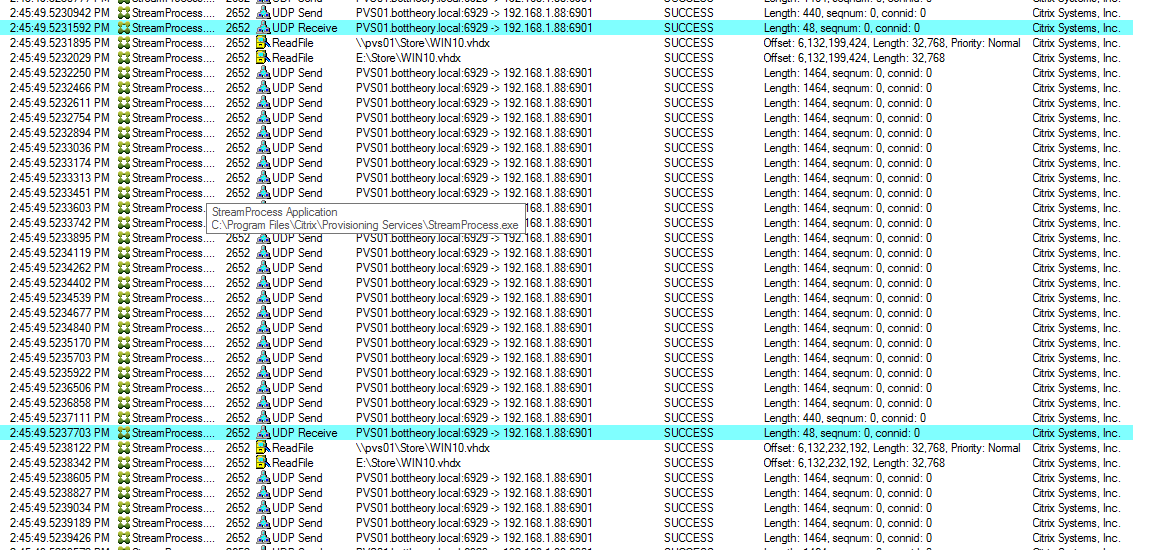 2:45:49.5230942 PM StreamProcess.... 2652 UDP Send PVS01.bottheory.local:6929 -> 192.168.1.88:6901 SUCCESS Length: 440, seqnum: 0, connid: 0 Citrix Systems, Inc.
2:45:49.5231592 PM StreamProcess.... 2652 UDP Receive PVS01.bottheory.local:6929 -> 192.168.1.88:6901 SUCCESS Length: 48, seqnum: 0, connid: 0 Citrix Systems, Inc.
2:45:49.5231895 PM StreamProcess.... 2652 ReadFile \\pvs01\Store\WIN10.vhdx SUCCESS Offset: 6,132,199,424, Length: 32,768, Priority: Normal Citrix Systems, Inc.
2:45:49.5232029 PM StreamProcess.... 2652 ReadFile E:\Store\WIN10.vhdx SUCCESS Offset: 6,132,199,424, Length: 32,768 Citrix Systems, Inc.
2:45:49.5232250 PM StreamProcess.... 2652 UDP Send PVS01.bottheory.local:6929 -> 192.168.1.88:6901 SUCCESS Length: 1464, seqnum: 0, connid: 0 Citrix Systems, Inc.
2:45:49.5232466 PM StreamProcess.... 2652 UDP Send PVS01.bottheory.local:6929 -> 192.168.1.88:6901 SUCCESS Length: 1464, seqnum: 0, connid: 0 Citrix Systems, Inc.
2:45:49.5232611 PM StreamProcess.... 2652 UDP Send PVS01.bottheory.local:6929 -> 192.168.1.88:6901 SUCCESS Length: 1464, seqnum: 0, connid: 0 Citrix Systems, Inc.
2:45:49.5232754 PM StreamProcess.... 2652 UDP Send PVS01.bottheory.local:6929 -> 192.168.1.88:6901 SUCCESS Length: 1464, seqnum: 0, connid: 0 Citrix Systems, Inc.
2:45:49.5232894 PM StreamProcess.... 2652 UDP Send PVS01.bottheory.local:6929 -> 192.168.1.88:6901 SUCCESS Length: 1464, seqnum: 0, connid: 0 Citrix Systems, Inc.
2:45:49.5233036 PM StreamProcess.... 2652 UDP Send PVS01.bottheory.local:6929 -> 192.168.1.88:6901 SUCCESS Length: 1464, seqnum: 0, connid: 0 Citrix Systems, Inc.
2:45:49.5233174 PM StreamProcess.... 2652 UDP Send PVS01.bottheory.local:6929 -> 192.168.1.88:6901 SUCCESS Length: 1464, seqnum: 0, connid: 0 Citrix Systems, Inc.
2:45:49.5233313 PM StreamProcess.... 2652 UDP Send PVS01.bottheory.local:6929 -> 192.168.1.88:6901 SUCCESS Length: 1464, seqnum: 0, connid: 0 Citrix Systems, Inc.
2:45:49.5233451 PM StreamProcess.... 2652 UDP Send PVS01.bottheory.local:6929 -> 192.168.1.88:6901 SUCCESS Length: 1464, seqnum: 0, connid: 0 Citrix Systems, Inc.
2:45:49.5233603 PM StreamProcess. .168.1.88:6901 SUCCESS Length: 1464, seqnum: 0, connid: 0 Citrix Systems, Inc.
StreamProcess Application
2:45:49.5233742 PM StreamProcess. .168.1.88:6901 SUCCESS Length: 1464, seqnum: 0, connid: 0 Citrix Systems, Inc.
C:\Program Files\Citrix\Provisioning Services\StreamProcess.exe
2:45:49.5233895 PM StreamProcess.... 2652 UDP Send PVS01.bottheory.local:6929 -> 192.168.1.88:6901 SUCCESS Length: 1464, seqnum: 0, connid: 0 Citrix Systems, Inc.
2:45:49.5234119 PM StreamProcess.... 2652 UDP Send PVS01.bottheory.local:6929 -> 192.168.1.88:6901 SUCCESS Length: 1464, seqnum: 0, connid: 0 Citrix Systems, Inc.
2:45:49.5234262 PM StreamProcess.... 2652 UDP Send PVS01.bottheory.local:6929 -> 192.168.1.88:6901 SUCCESS Length: 1464, seqnum: 0, connid: 0 Citrix Systems, Inc.
2:45:49.5234402 PM StreamProcess.... 2652 UDP Send PVS01.bottheory.local:6929 -> 192.168.1.88:6901 SUCCESS Length: 1464, seqnum: 0, connid: 0 Citrix Systems, Inc.
2:45:49.5234539 PM StreamProcess.... 2652 UDP Send PVS01.bottheory.local:6929 -> 192.168.1.88:6901 SUCCESS Length: 1464, seqnum: 0, connid: 0 Citrix Systems, Inc.
2:45:49.5234677 PM StreamProcess.... 2652 UDP Send PVS01.bottheory.local:6929 -> 192.168.1.88:6901 SUCCESS Length: 1464, seqnum: 0, connid: 0 Citrix Systems, Inc.
2:45:49.5234840 PM StreamProcess.... 2652 UDP Send PVS01.bottheory.local:6929 -> 192.168.1.88:6901 SUCCESS Length: 1464, seqnum: 0, connid: 0 Citrix Systems, Inc.
2:45:49.5235170 PM StreamProcess.... 2652 UDP Send PVS01.bottheory.local:6929 -> 192.168.1.88:6901 SUCCESS Length: 1464, seqnum: 0, connid: 0 Citrix Systems, Inc.
2:45:49.5235703 PM StreamProcess.... 2652 UDP Send PVS01.bottheory.local:6929 -> 192.168.1.88:6901 SUCCESS Length: 1464, seqnum: 0, connid: 0 Citrix Systems, Inc.
2:45:49.5235922 PM StreamProcess.... 2652 UDP Send PVS01.bottheory.local:6929 -> 192.168.1.88:6901 SUCCESS Length: 1464, seqnum: 0, connid: 0 Citrix Systems, Inc.
2:45:49.5236506 PM StreamProcess.... 2652 UDP Send PVS01.bottheory.local:6929 -> 192.168.1.88:6901 SUCCESS Length: 1464, seqnum: 0, connid: 0 Citrix Systems, Inc.
2:45:49.5236858 PM StreamProcess.... 2652 UDP Send PVS01.bottheory.local:6929 -> 192.168.1.88:6901 SUCCESS Length: 1464, seqnum: 0, connid: 0 Citrix Systems, Inc.
2:45:49.5237111 PM StreamProcess.... 2652 UDP Send PVS01.bottheory.local:6929 -> 192.168.1.88:6901 SUCCESS Length: 440, seqnum: 0, connid: 0 Citrix Systems, Inc.
2:45:49.5237703 PM StreamProcess.... 2652 UDP Receive PVS01.bottheory.local:6929 -> 192.168.1.88:6901 SUCCESS Length: 48, seqnum: 0, connid: 0 Citrix Systems, Inc.
2:45:49.5238122 PM StreamProcess.... 2652 ReadFile \\pvs01\Store\WIN10.vhdx SUCCESS Offset: 6,132,232,192, Length: 32,768, Priority: Normal Citrix Systems, Inc.
2:45:49.5238342 PM StreamProcess.... 2652 ReadFile E:\Store\WIN10.vhdx SUCCESS Offset: 6,132,232,192, Length: 32,768 Citrix Systems, Inc.
2:45:49.5238605 PM StreamProcess.... 2652 UDP Send PVS01.bottheory.local:6929 -> 192.168.1.88:6901 SUCCESS Length: 1464, seqnum: 0, connid: 0 Citrix Systems, Inc.
2:45:49.5238827 PM StreamProcess.... 2652 UDP Send PVS01.bottheory.local:6929 -> 192.168.1.88:6901 SUCCESS Length: 1464, seqnum: 0, connid: 0 Citrix Systems, Inc.
2:45:49.5239034 PM StreamProcess.... 2652 UDP Send PVS01.bottheory.local:6929 -> 192.168.1.88:6901 SUCCESS Length: 1464, seqnum: 0, connid: 0 Citrix Systems, Inc.
2:45:49.5239189 PM StreamProcess.... 2652 UDP Send PVS01.bottheory.local:6929 -> 192.168.1.88:6901 SUCCESS Length: 1464, seqnum: 0, connid: 0 Citrix Systems, Inc.
2:45:49.5239426 PM StreamProcess.... 2652 UDP Send PVS01.bottheory.local:6929 -> 192.168.1.88:6901 SUCCESS Length: 1464, seqnum: 0, connid: 0 Citrix Systems, Inc.